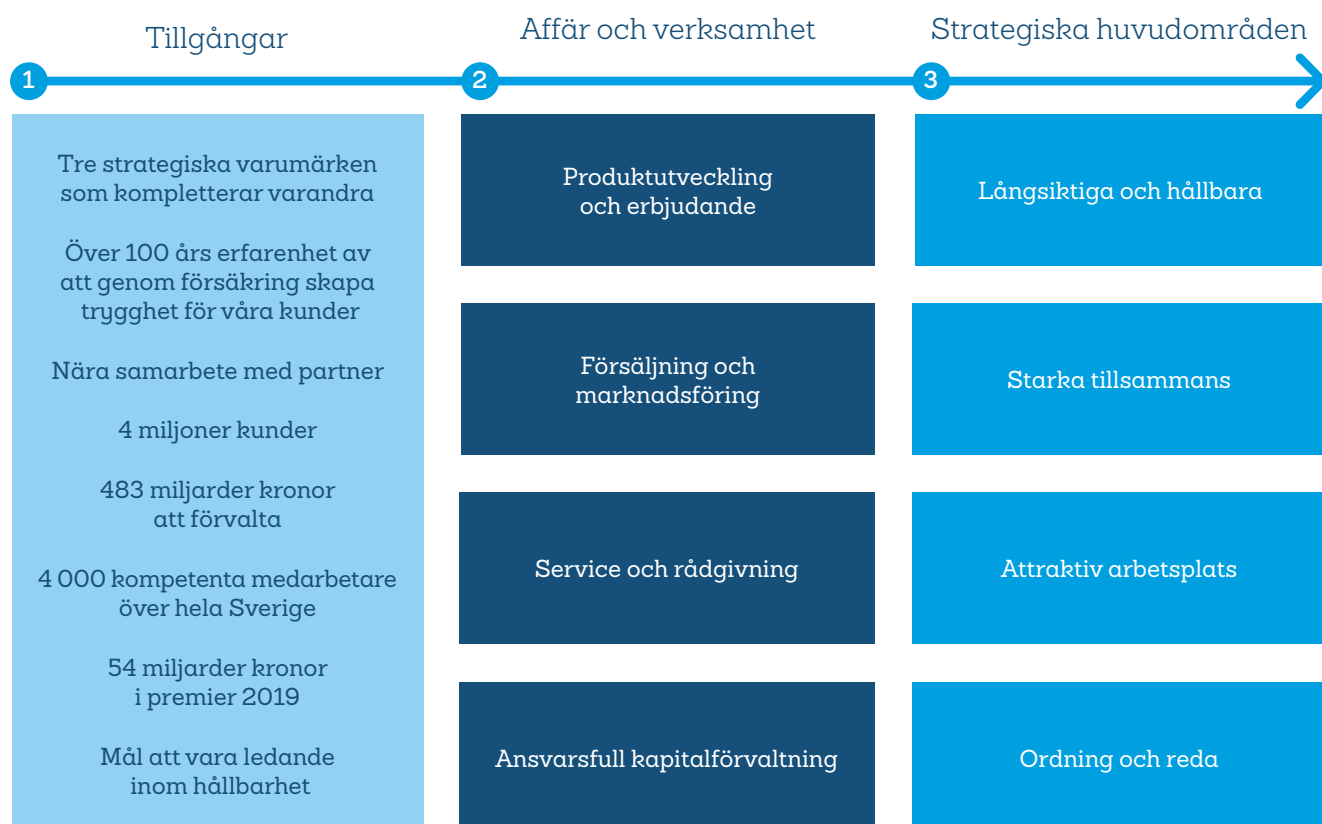 Tillgångar
1
Tre strategiska varumärken
som kompletterar varandra
Över 100 års erfarenhet av
att genom försäkring skapa
trygghet för våra kunder
Nära samarbete med partner
4 miljoner kunder
483 miljarder kronor
att förvalta
4 000 kompetenta medarbetare
över hela Sverige
54 miljarder kronor
i premier 2019
Mål att vara ledande
inom hållbarhet
Affär och verksamhet
2
Produktutveckling
och erbjudande
Försäljning och
marknadsföring
Service och rådgivning
Ansvarsfull kapitalförvaltning
Strategiska huvudområden
3
Långsiktiga och hållbara
Starka tillsammans
Attraktiv arbetsplats
Ordning och reda